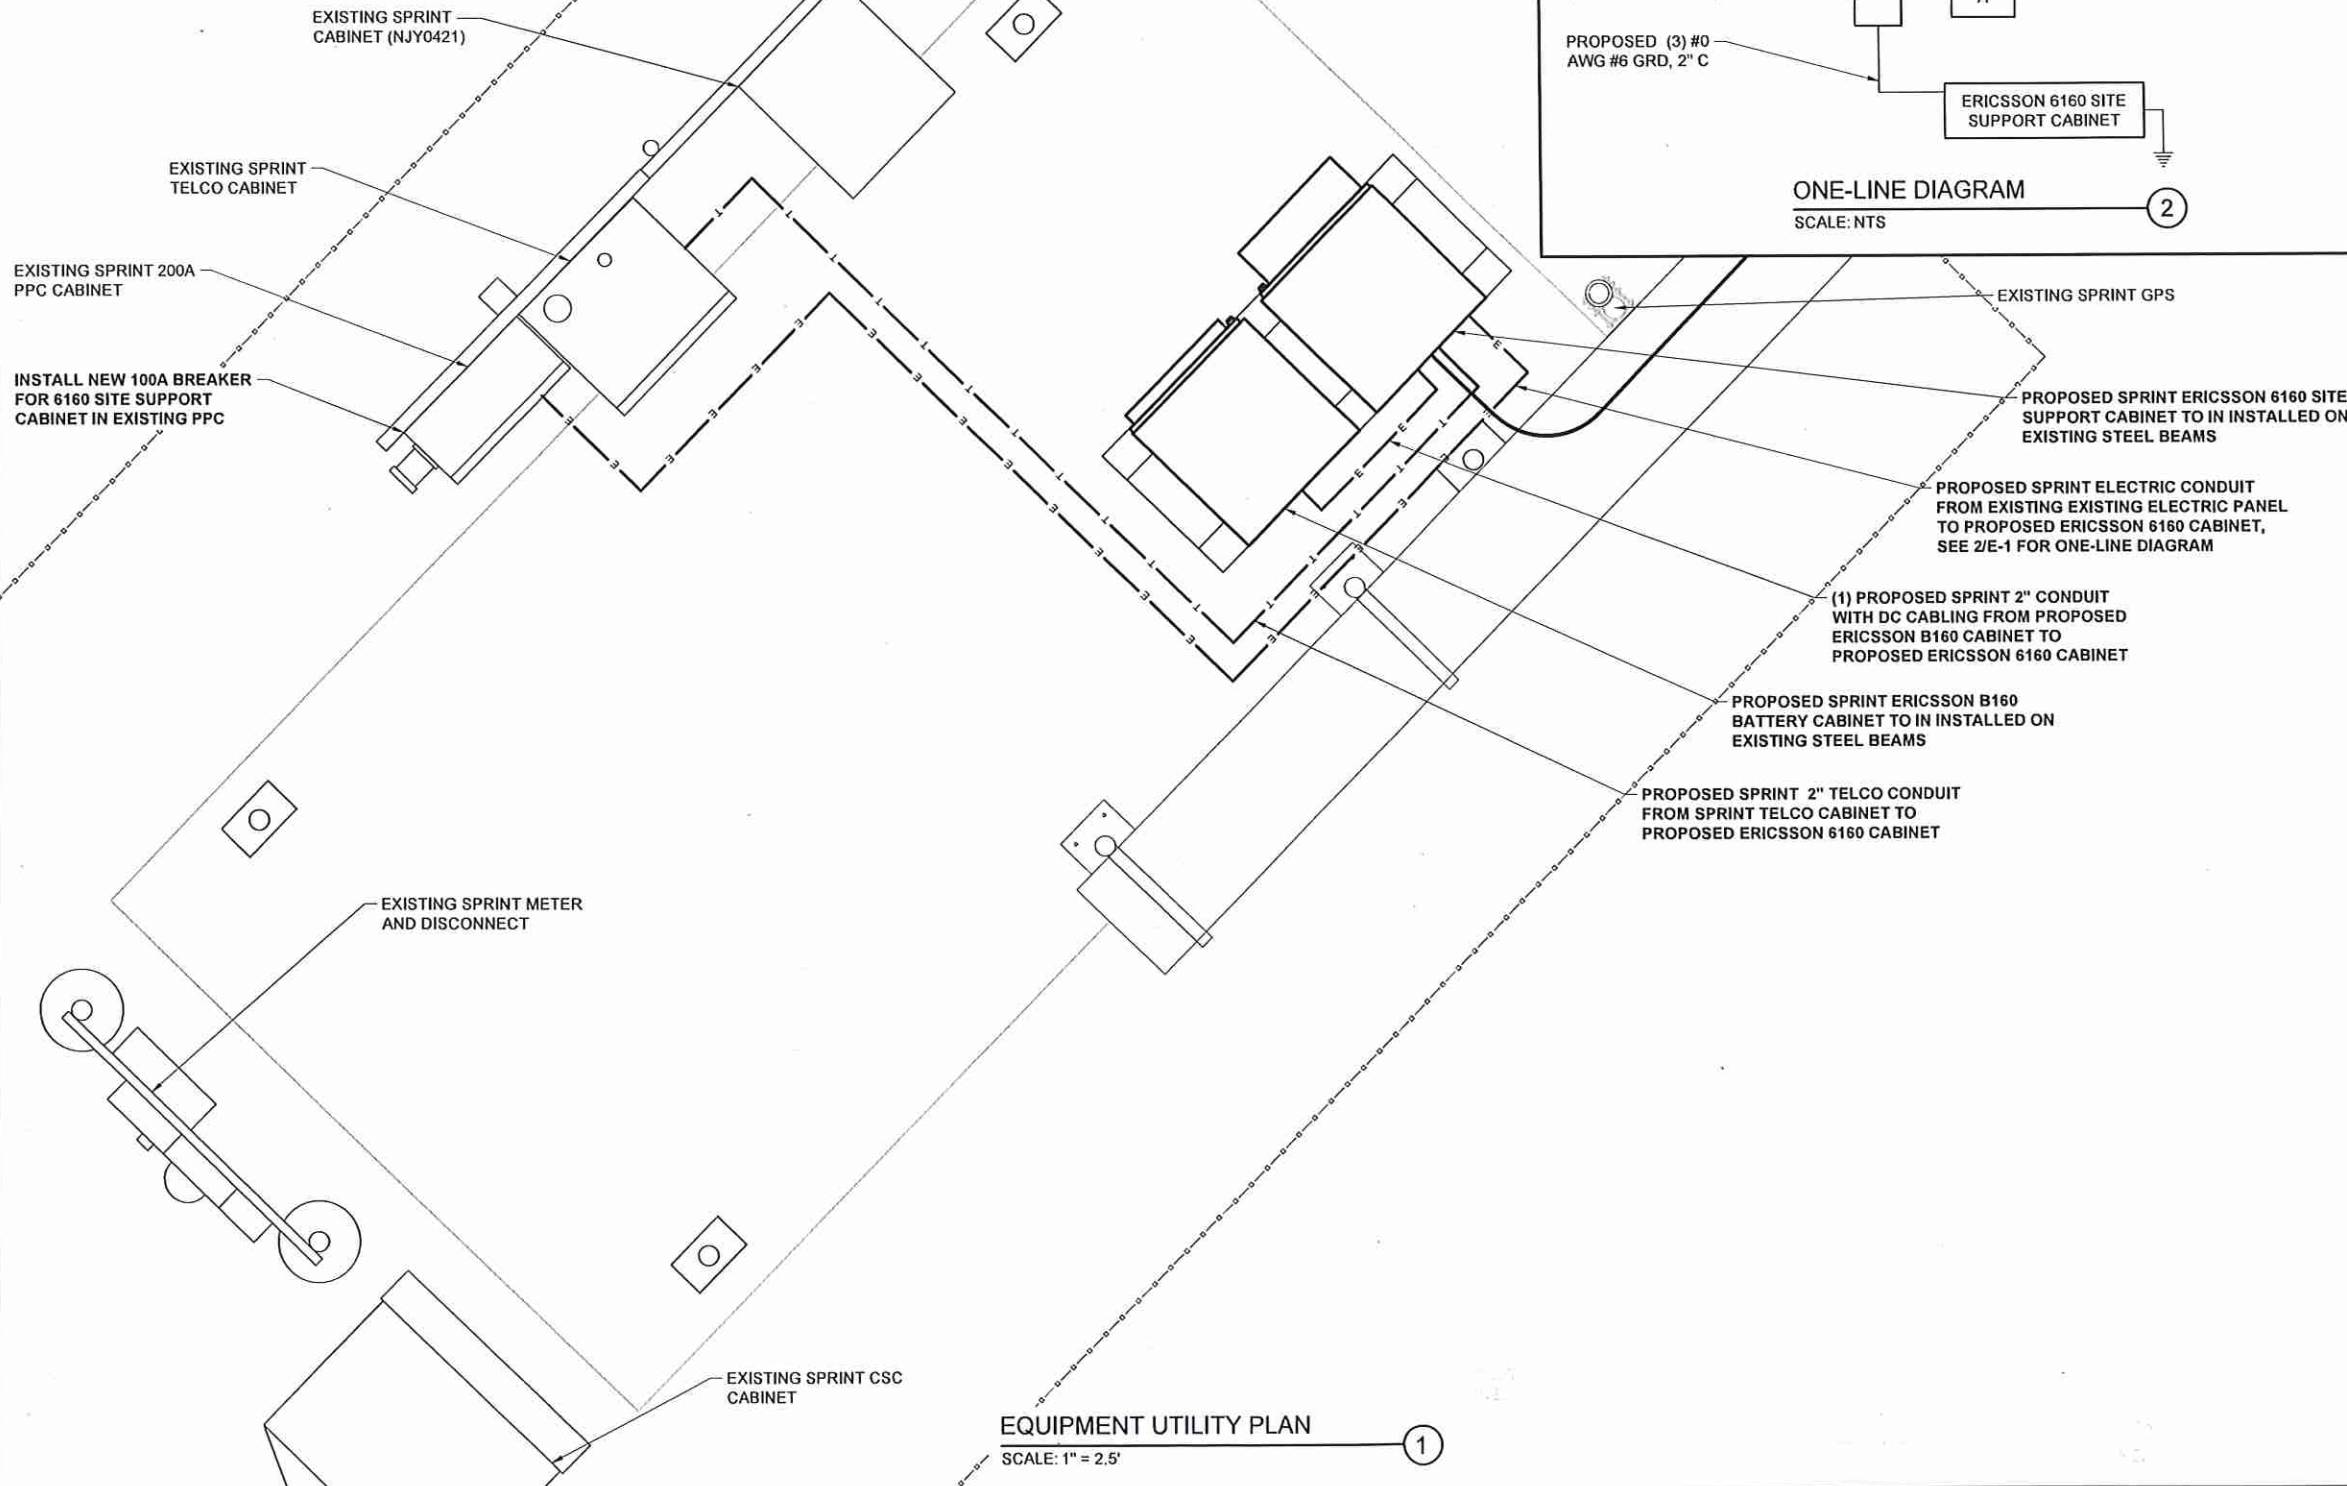 EXISTING SPRINT
CABINET (NJY0421)
EXISTING SPRINT
TELCO CABINET
EXISTING SPRINT 200A
PPC CABINET
INSTALL NEW 100A BREAKER
FOR 6160 SITE SUPPORT
CABINET IN EXISTING PPC
PROPOSED (3) #0
AWG #6 GRD, 2" C
ERICSSON 6160 SITE
SUPPORT CABINET
ONE-LINE DIAGRAM
2
SCALE: NTS
EXISTING SPRINT GPS
PROPOSED SPRINT ERICSSON 6160 SITE
SUPPORT CABINET TO IN INSTALLED ON
EXISTING STEEL BEAMS
PROPOSED SPRINT ELECTRIC CONDUIT
FROM EXISTING EXISTING ELECTRIC PANEL
TO PROPOSED ERICSSON 6160 CABINET,
SEE 2/E-1 FOR ONE-LINE DIAGRAM
(1) PROPOSED SPRINT 2" CONDUIT
WITH DC CABLING FROM PROPOSED
ERICSSON B160 CABINET TO
PROPOSED ERICSSON 6160 CABINET
PROPOSED SPRINT ERICSSON B160
BATTERY CABINET TO IN INSTALLED ON
EXISTING STEEL BEAMS
PROPOSED SPRINT 2" TELCO CONDUIT
FROM SPRINT TELCO CABINET TO
PROPOSED ERICSSON 6160 CABINET
EXISTING SPRINT METER
AND DISCONNECT
EXISTING SPRINT CSC
CABINET
EQUIPMENT UTILITY PLAN
1
SCALE: 1" = 2.5'